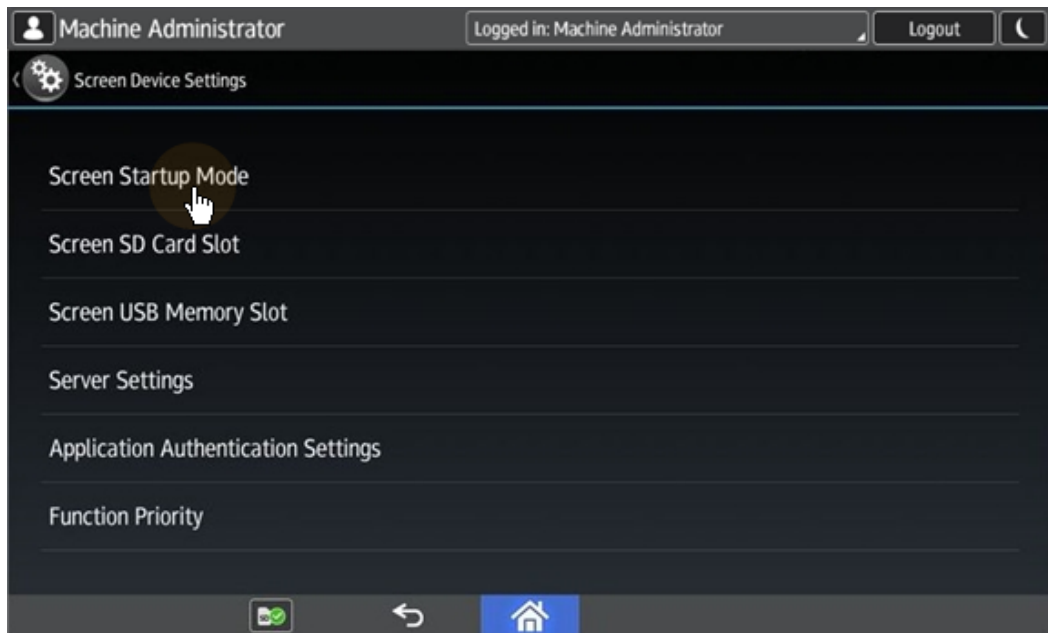 Machine Administrator
Logged in: Machine Administrator
Logout
Screen Device Settings
Screen Startup Mode
Screen SD Card Slot
Screen USB Memory Slot
Server Settings
Application Authentication Settings
Function Priority